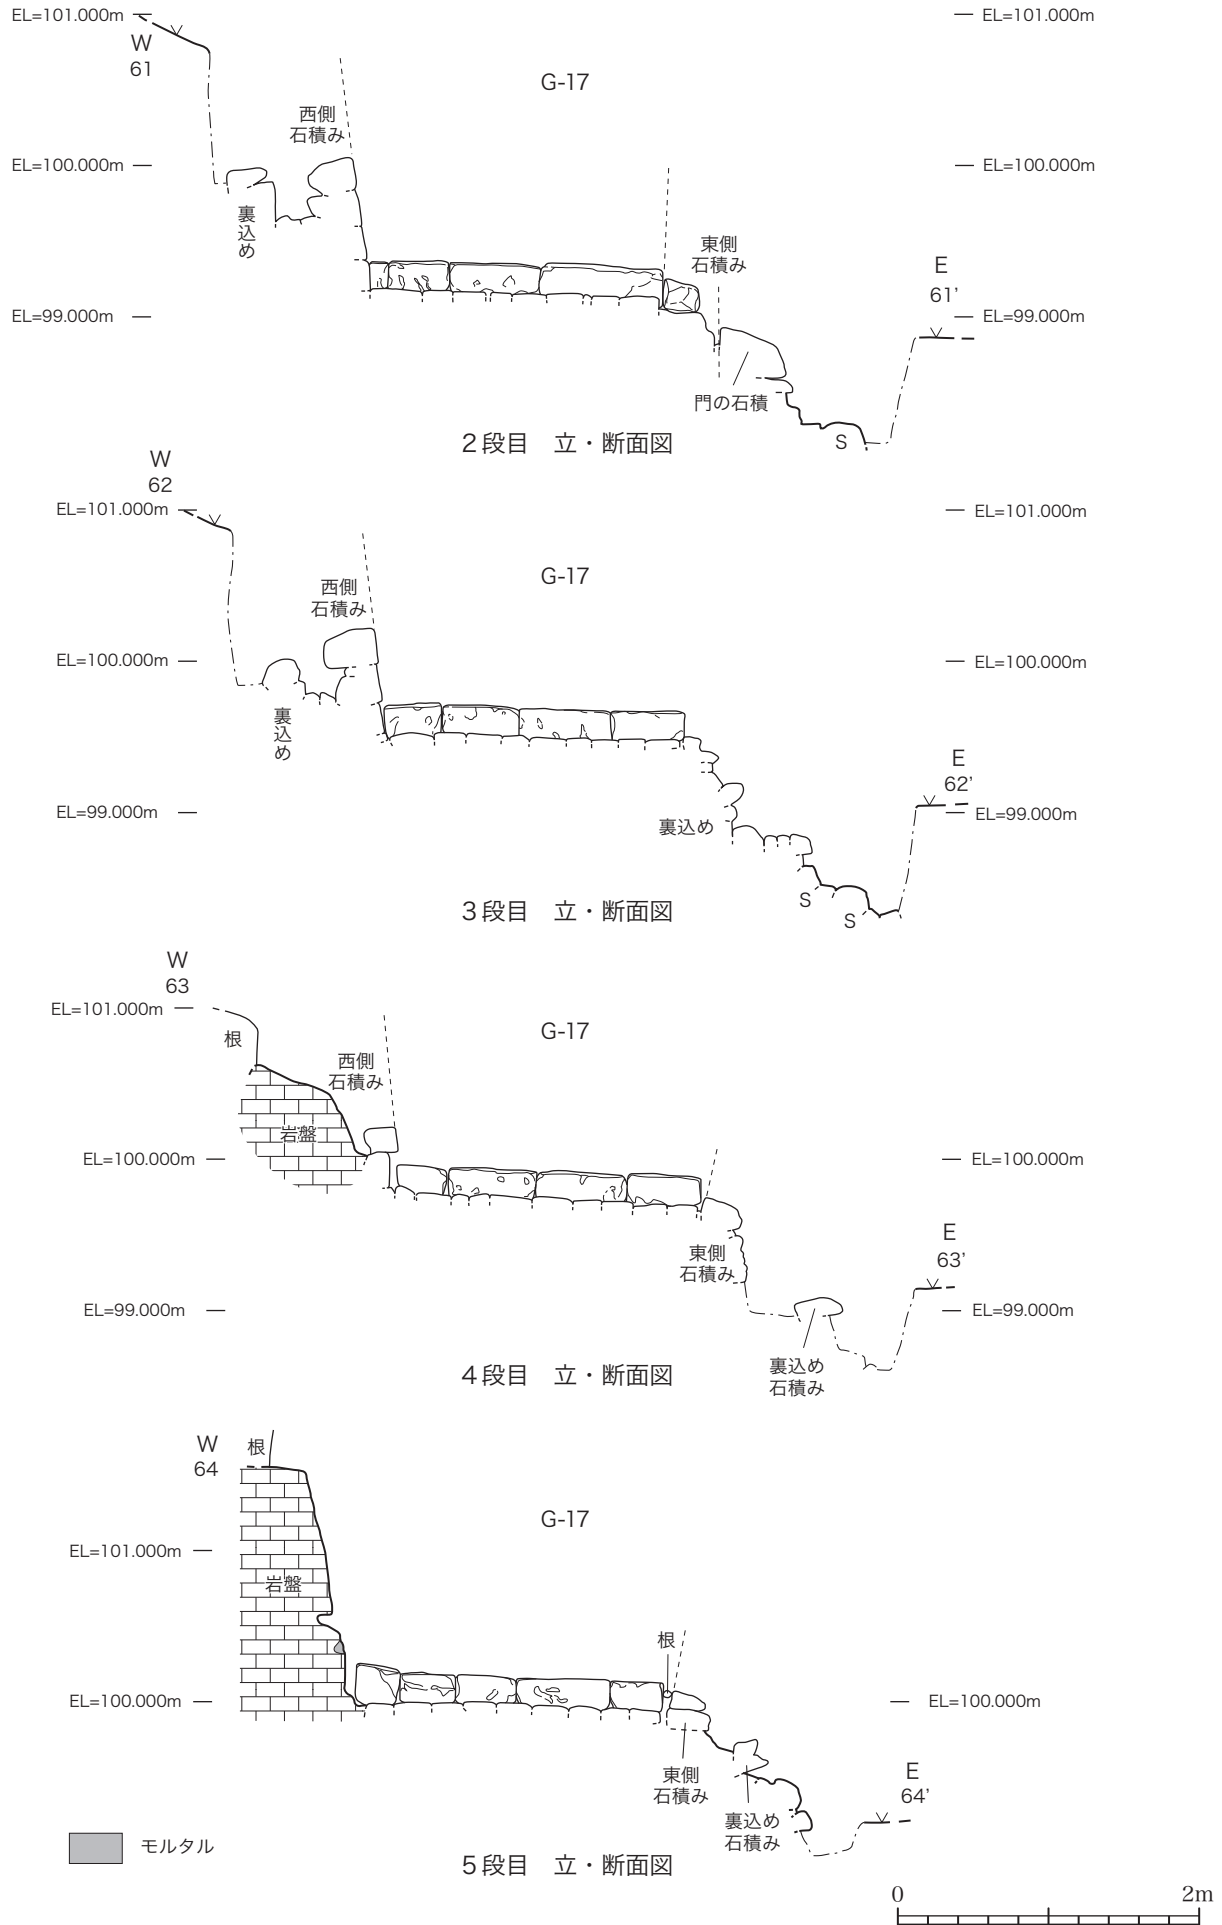 EL=101.000m
EL=101.000m
W
61
G-17
西側
石積み
EL=100.000m
EL=100.000m
裏込め
東側
石積み
E
61’
EL=99.000m
EL=99.000m
門の石積
S
2段目　立・断面図
W
62
EL=101.000m
EL=101.000m
G-17
西側
石積み
EL=100.000m
EL=100.000m
裏込め
E
62’
EL=99.000m
EL=99.000m
裏込め
S
S
3段目　立・断面図
W
63
EL=101.000m
根
G-17
西側
石積み
岩盤
EL=100.000m
EL=100.000m
東側
石積み
E
63’
EL=99.000m
EL=99.000m
裏込め
石積み
4段目　立・断面図
W
64
根
G-17
EL=101.000m
岩盤
根
EL=100.000m
EL=100.000m
東側
石積み
E
64’
裏込め
石積み
モルタル
5段目　立・断面図
0
2m